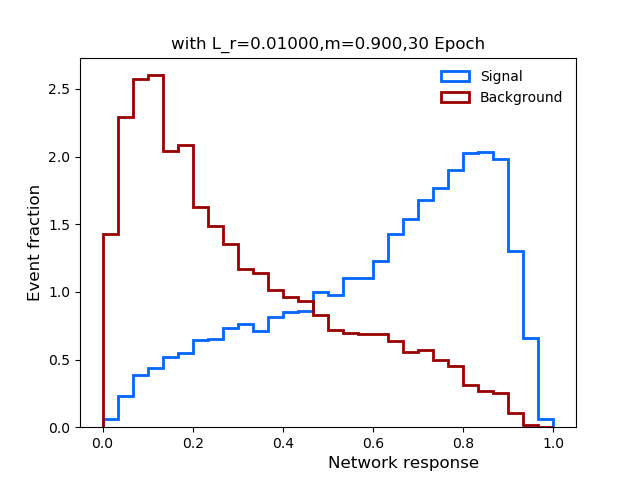 with L_r=0.01000,m=0.900,30 Epoch
Signal
Background
2.5
2.0
1.5
1.0
0.5
0.0
Event fraction
0.0 0.2 0.4 0.6 0.8 1.0
Network response